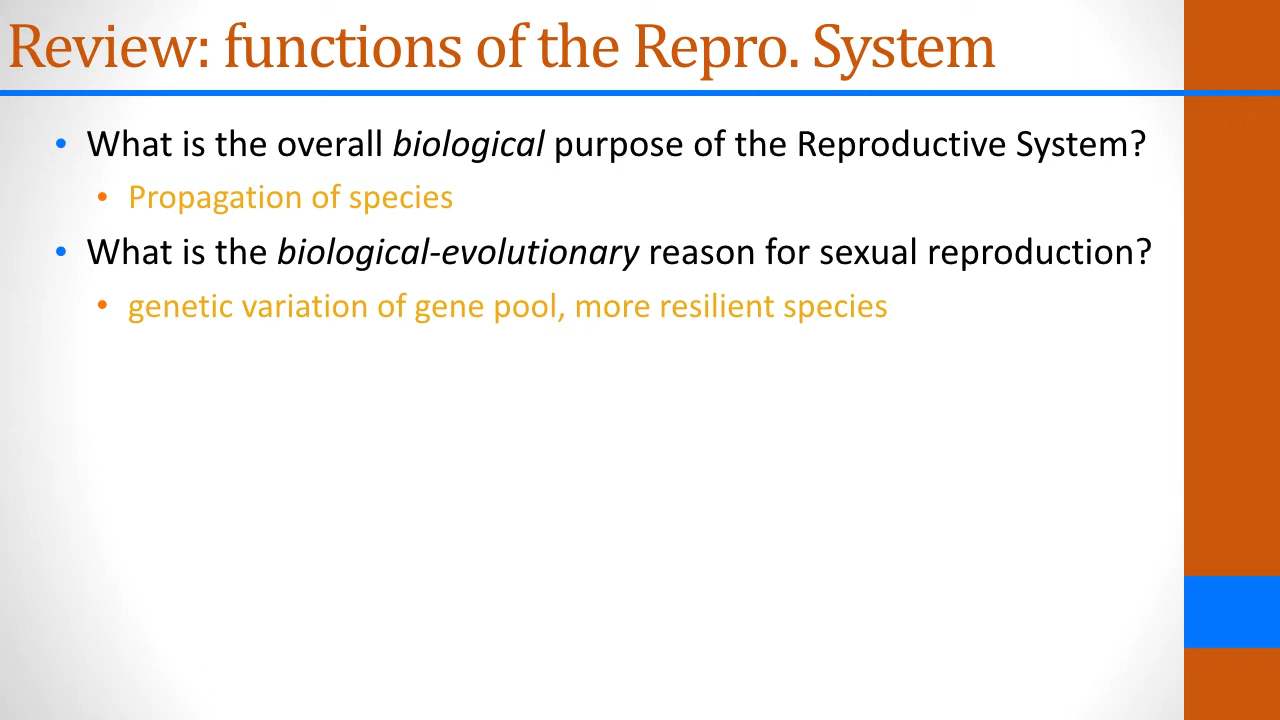 Review: functions of the Repro. System
• What is the overall biological purpose of the Reproductive System?
• Propagation of species
• What is the biological-evolutionary reason for sexual reproduction?
• genetic variation of gene pool, more resilient species